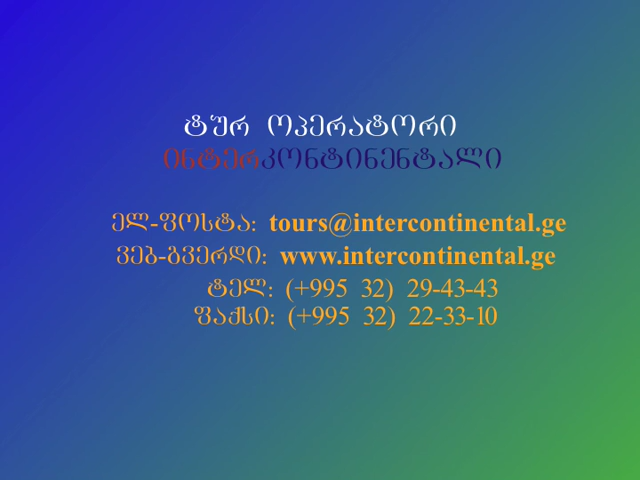 ტურ ოპერატორი
ინტერკონტინენტალი
ელ-ფოსტა: tours@intercontinental.ge
ვებ-გვერდი: www.intercontinental.ge
ტელ: (+995 32) 29-43-43
ფაქსი: (+995 32) 22-33-10